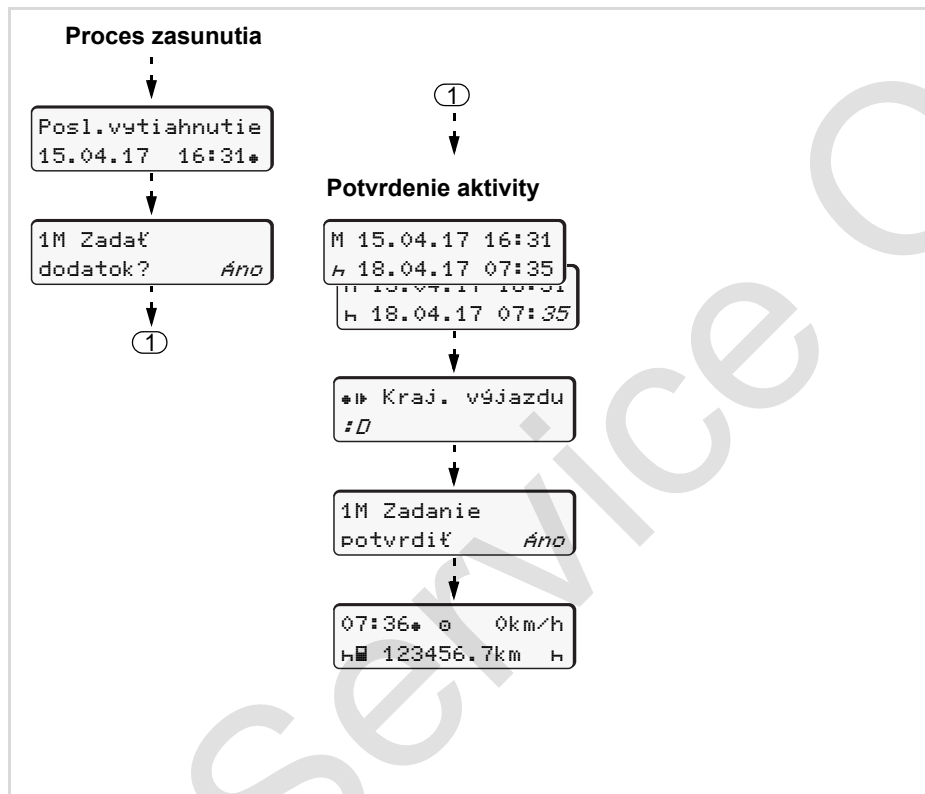 Proces zasunutia
Posl.vytiahnutie
15.04.17 16:31
1M Zadať
dodatok? Áno
1
1
Potvrdenie aktivity
M 15.04.17 16:31
18.04.17 07:35
18.04.17 07:35
Kraj. výjazdu
:D
1M Zadanie
potvrdiť Áno
07:36 0km/h
123456.7km
Service